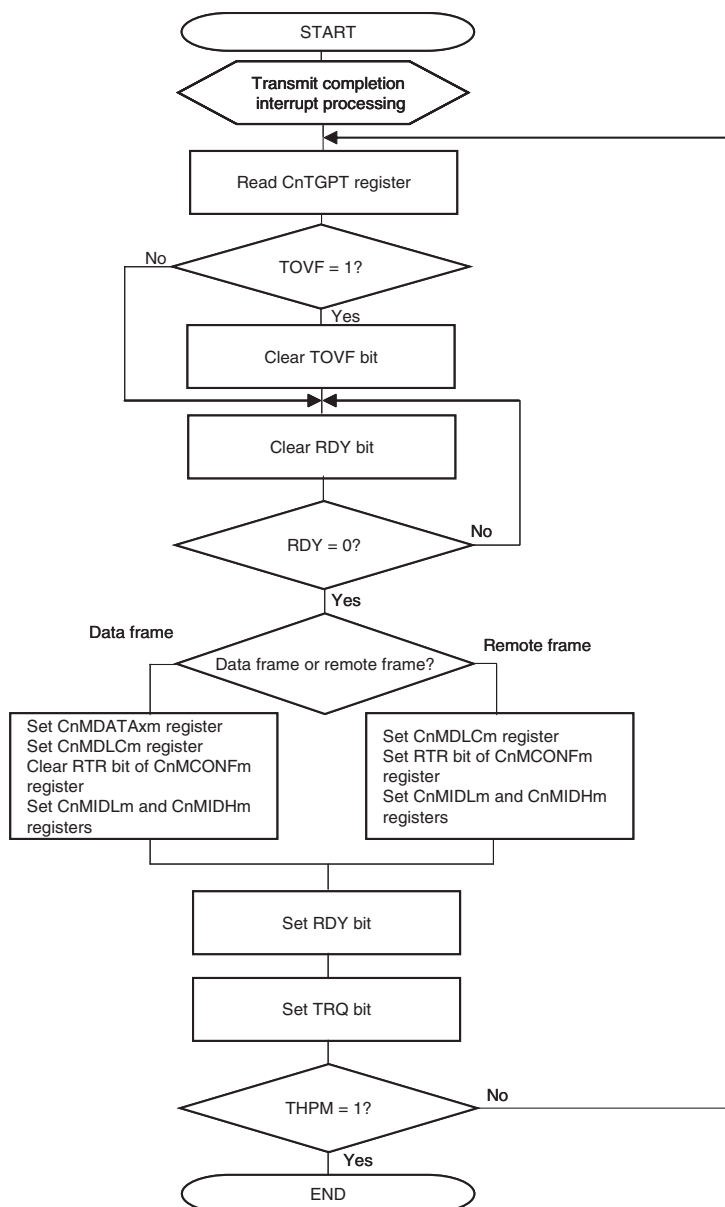 START
Transmit completion
interrupt processing
Read CnTGPT register
TOVF = 1?
No
Yes
Clear TOVF bit
Clear RDY bit
RDY = 0?
No
Yes
Data frame
Data frame or remote frame?
Remote frame
Set CnMDATAxm register
Set CnMDLCm register
Clear RTR bit of CnMCONFm
register
Set CnMIDLm and CnMIDHm
registers
Set CnMDLCm register
Set RTR bit of CnMCONFm
register
Set CnMIDLm and CnMIDHm
registers
Set RDY bit
Set TRQ bit
THPM = 1?
No
Yes
END